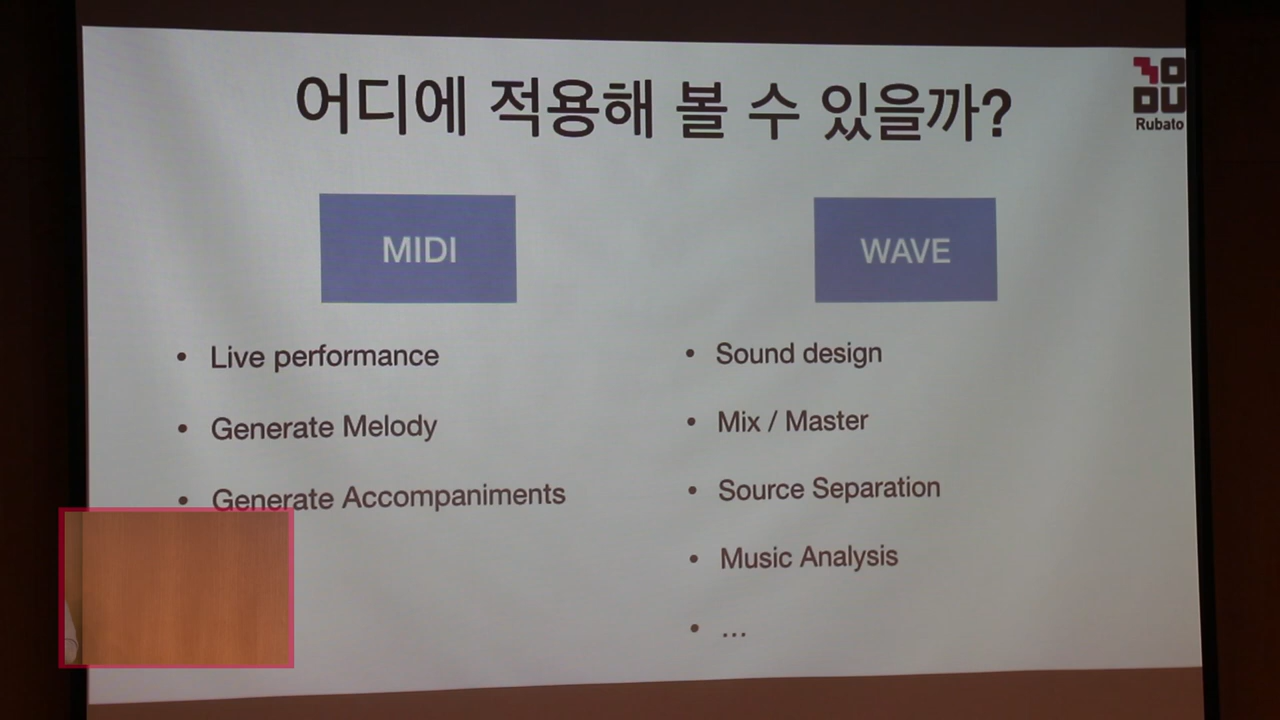 어디에 적용해 볼 수 있을까?
Rubato
MIDI
Live performance
Generate Melody
Generate Accompaniments
WAVE
Sound design
Mix / Master
Source Separation
Music Analysis
...